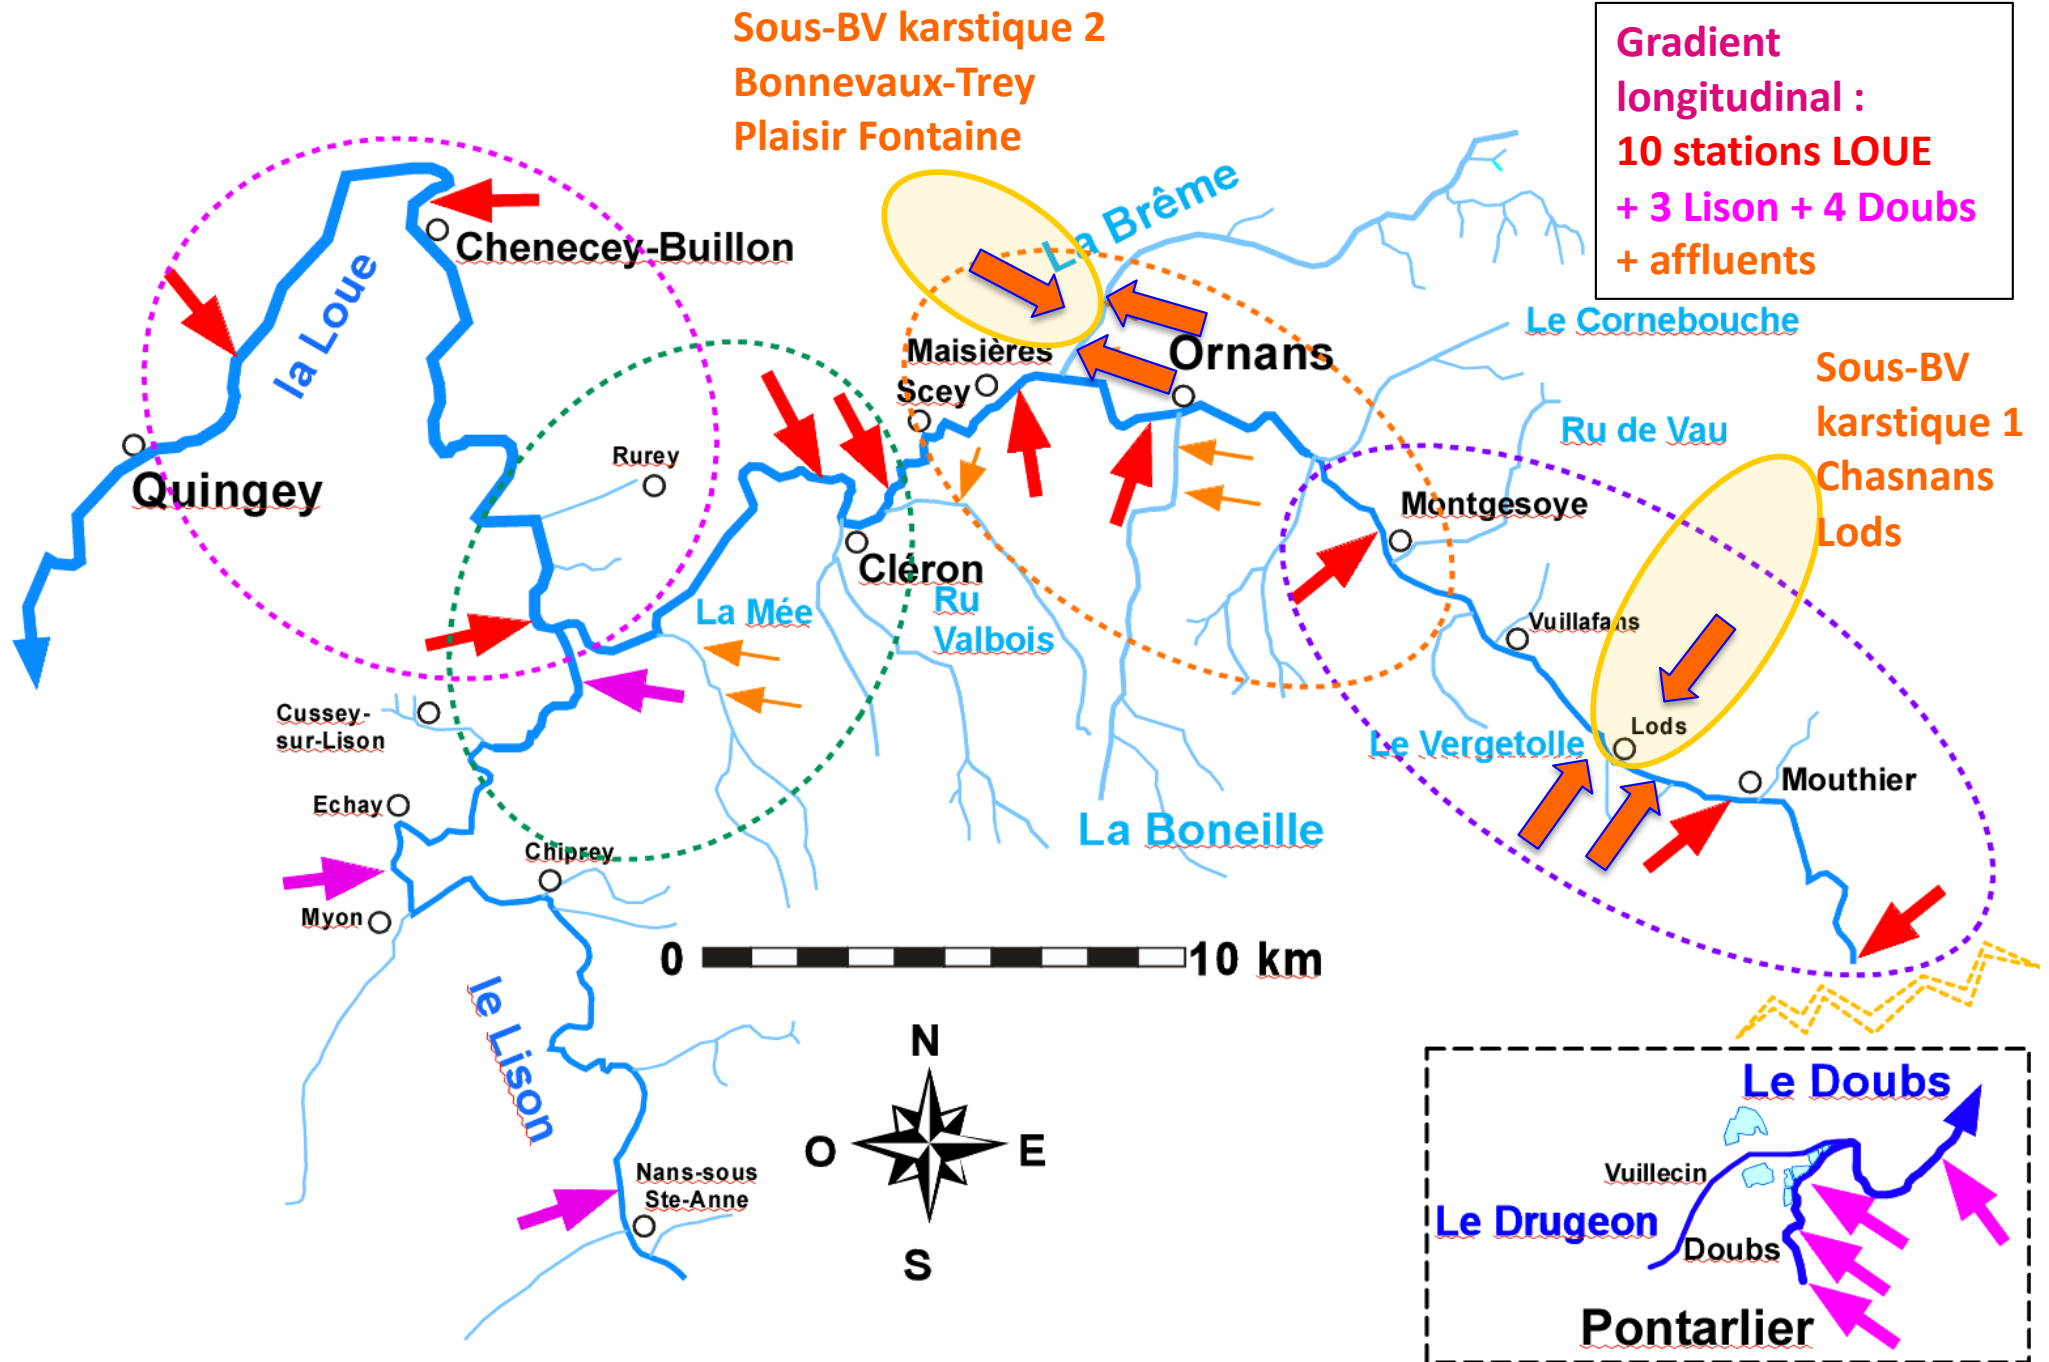 Sous-BV karstique 2
Bonnevaux-Trey
Plaisir Fontaine
Gradient
longitudinal :
10 stations LOUE
+ 3 Lison + 4 Doubs
+ affluents
La Brême
Chenecey-Buillon
la Loue
Le Cornebouche
Maisières
Ornans
Scey
Sous-BV
karstique 1
Chasnans
Lods
Ru de Vau
Rurey
Quingey
Montgesoye
Cléron
La Mée
Ru
Valbois
Vuillafans
Cussey-
sur-Lison
Lods
Le Vergetolle
Mouthier
Echay
La Boneille
Chiprey
Myon
0
10 km
le Lison
N
O
E
S
Nans-sous
Ste-Anne
Le Doubs
Vuillecin
Le Drugeon
Doubs
Pontarlier